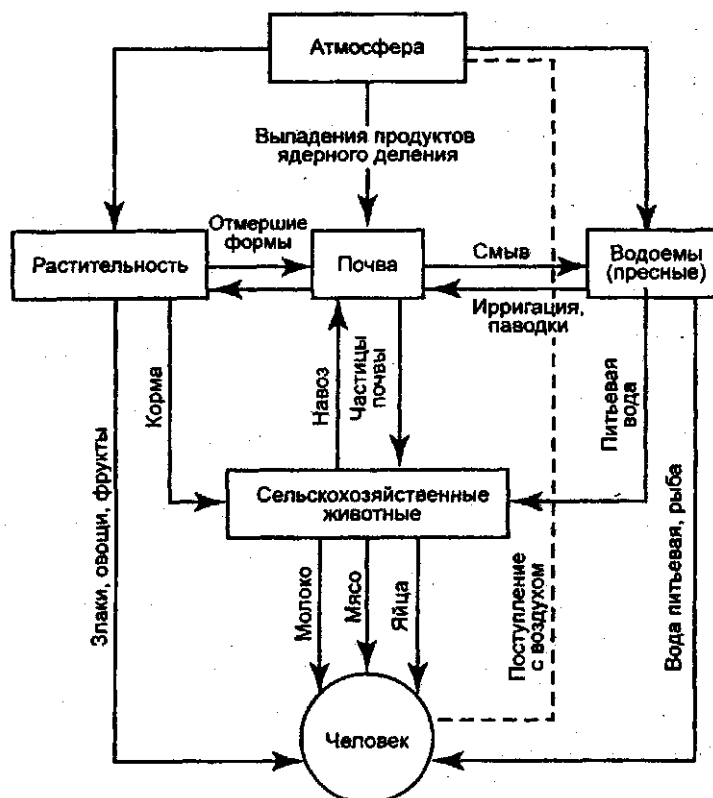 Атмосфера
Выпадения продуктов
ядерного деления
Отмершие
формы
Растительность
Почва
Смыв
Водоемы
(пресные)
Ирригация,
паводки
Корма
Навоз
Частицы
почвы
Питьевая
вода
Злаки, овощи, фрукты
Сельскохозяйственные
животные
Молоко
Мясо
Яйца
Поступление
с воздухом
Вода питьевая, рыба
Человек